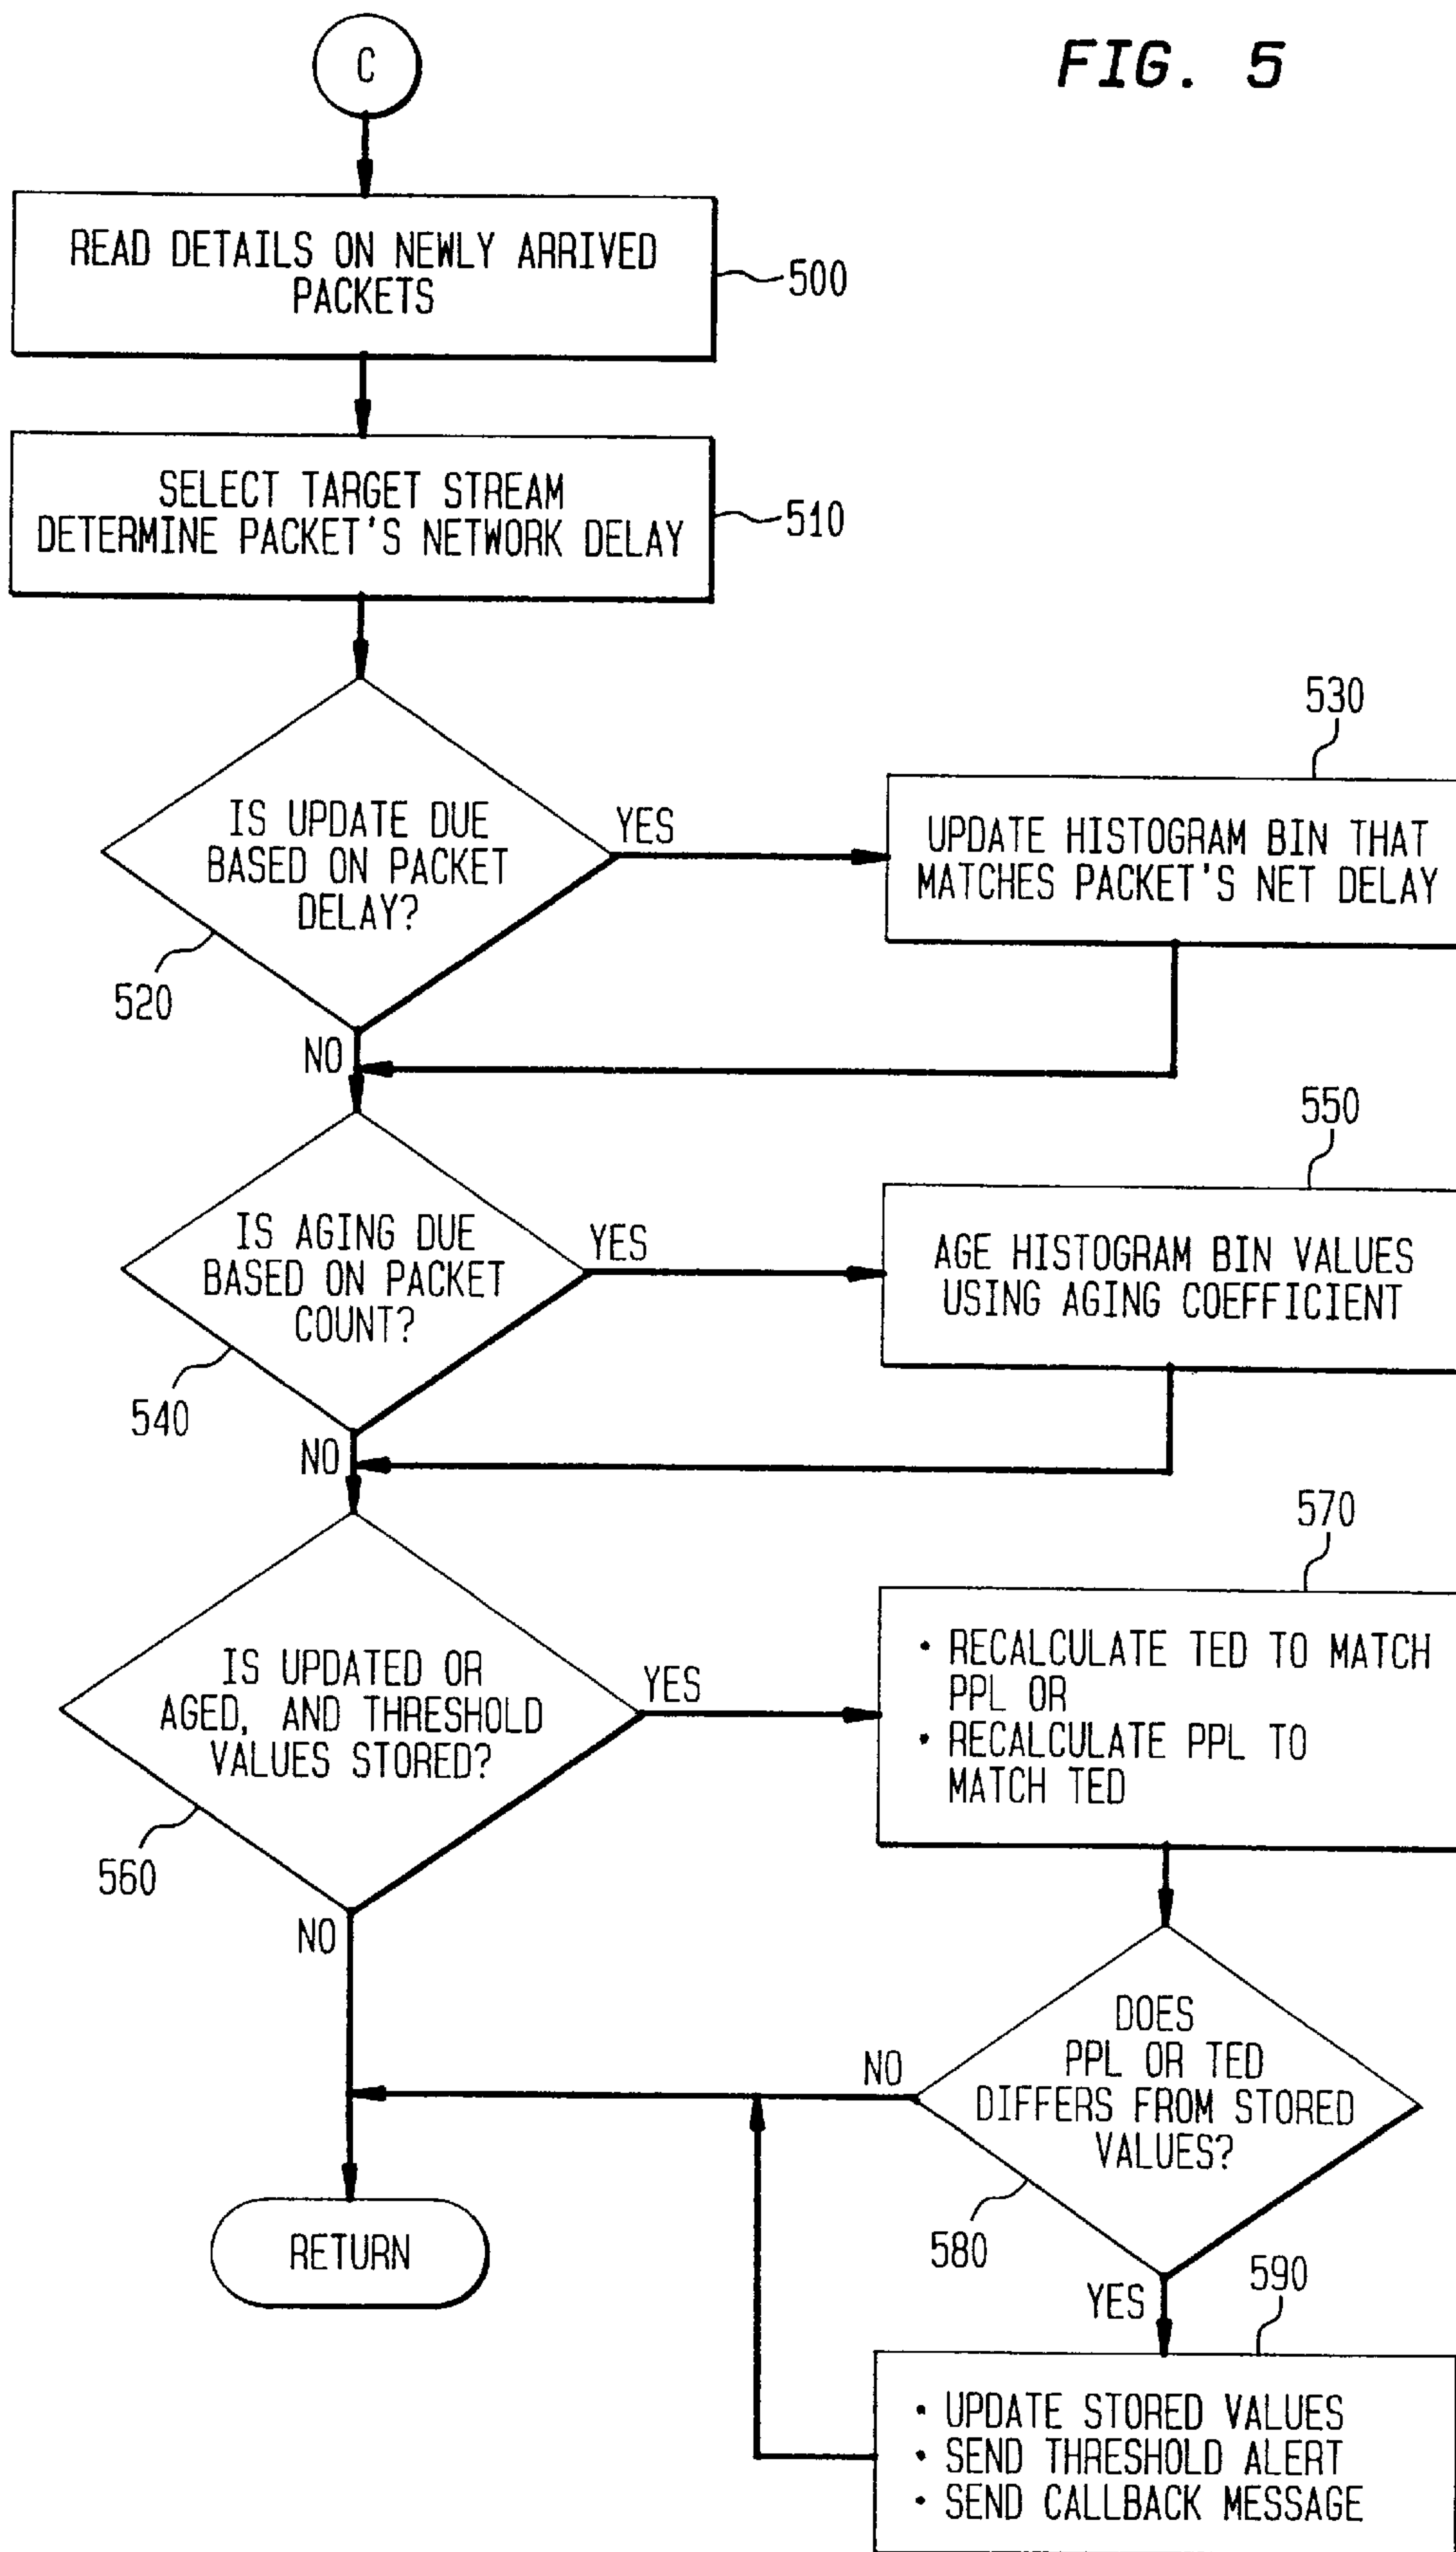 FIG. 5
C
READ DETAILS ON NEWLY ARRIVED
PACKETS
500
SELECT TARGET STREAM
DETERMINE PACKET'S NETWORK DELAY
510
530
IS UPDATE DUE
BASED ON PACKET
DELAY?
YES
UPDATE HISTOGRAM BIN THAT
MATCHES PACKET'S NET DELAY
520
NO
550
IS AGING DUE
BASED ON PACKET
COUNT?
YES
AGE HISTOGRAM BIN VALUES
USING AGING COEFFICIENT
540
NO
570
IS UPDATED OR
AGED, AND THRESHOLD
VALUES STORED?
YES
• RECALCULATE TED TO MATCH
PPL OR
• RECALCULATE PPL TO
MATCH TED
560
NO
DOES
PPL OR TED
DIFFERS FROM STORED
VALUES?
NO
580
YES
RETURN
590
• UPDATE STORED VALUES
• SEND THRESHOLD ALERT
• SEND CALLBACK MESSAGE